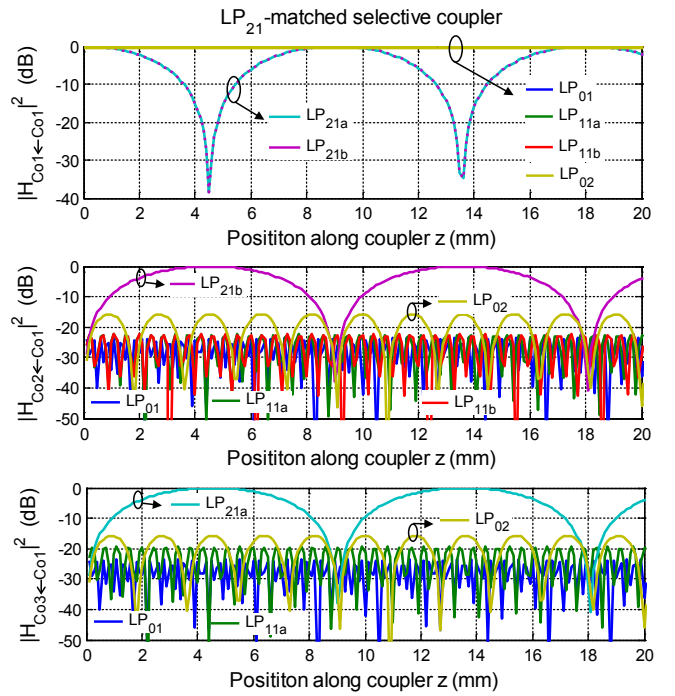 LP21-matched selective coupler
|H Co1←Co1|² (dB)
0
-10
-20
-30
-40
LP21a
LP21b
LP01
LP11a
LP11b
LP02
0 2 4 6 8 10 12 14 16 18 20
Posititon along coupler z (mm)
|H Co2←Co1|² (dB)
0
-10
-20
-30
-40
-50
LP21b
LP02
LP01
LP11a
LP11b
0 2 4 6 8 10 12 14 16 18 20
Posititon along coupler z (mm)
|H Co3←Co1|² (dB)
0
-10
-20
-30
-40
-50
LP21a
LP02
LP01
LP11a
0 2 4 6 8 10 12 14 16 18 20
Posititon along coupler z (mm)